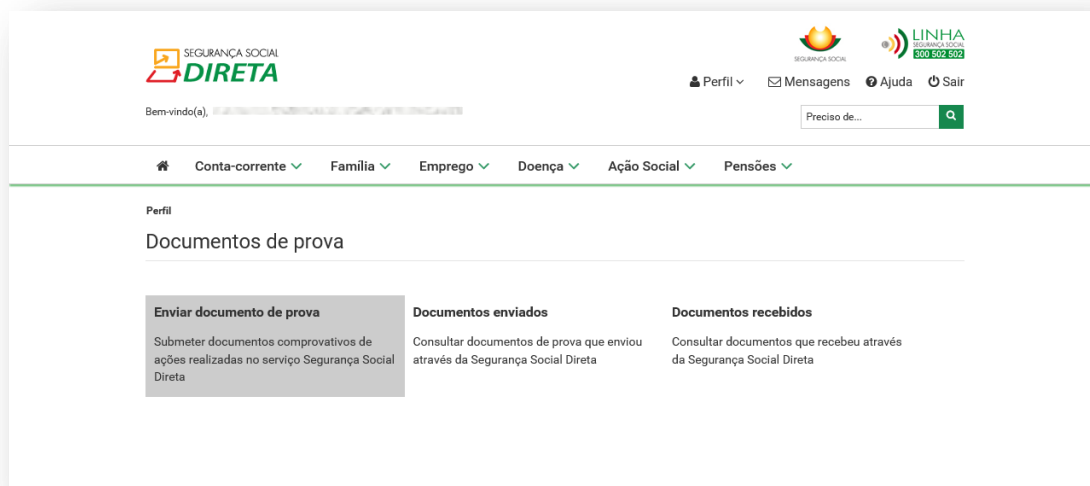 SEGURANÇA SOCIAL
DIRETA
SEGURANÇA SOCIAL
LINHA
SEGURANÇA SOCIAL
300 502 502
Perfil
Mensagens
Ajuda
Sair
Bem-vindo(a),
Preciso de...
Conta-corrente
Família
Emprego
Doença
Ação Social
Pensões
Perfil
Documentos de prova
Enviar documento de prova
Submeter documentos comprovativos de
ações realizadas no serviço Segurança Social
Direta
Documentos enviados
Consultar documentos de prova que enviou
através da Segurança Social Direta
Documentos recebidos
Consultar documentos que recebeu através
da Segurança Social Direta